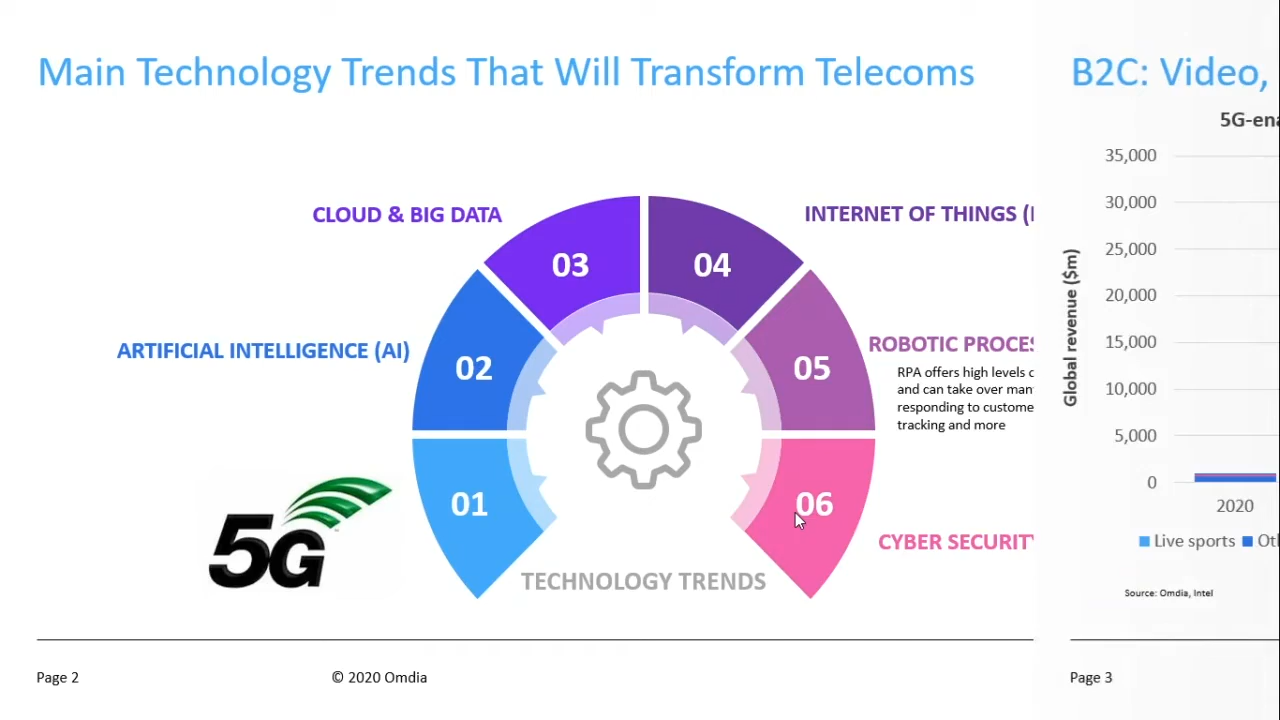 Main Technology Trends That Will Transform Telecoms
CLOUD & BIG DATA
INTERNET OF THINGS (
03
04
ARTIFICIAL INTELLIGENCE (AI)
ROBOTIC PROCES
02
05
RPA offers high levels
and can take over man
responding to custome
tracking and more
01
06
5G
CYBER SECURIT
TECHNOLOGY TRENDS
Page 2
© 2020 Omdia
B2C: Video,
5G-ena
Global revenue ($m)
35,000
30,000
25,000
20,000
15,000
10,000
5,000
0
2020
Live sports
Source: Omdia, Intel
Page 3